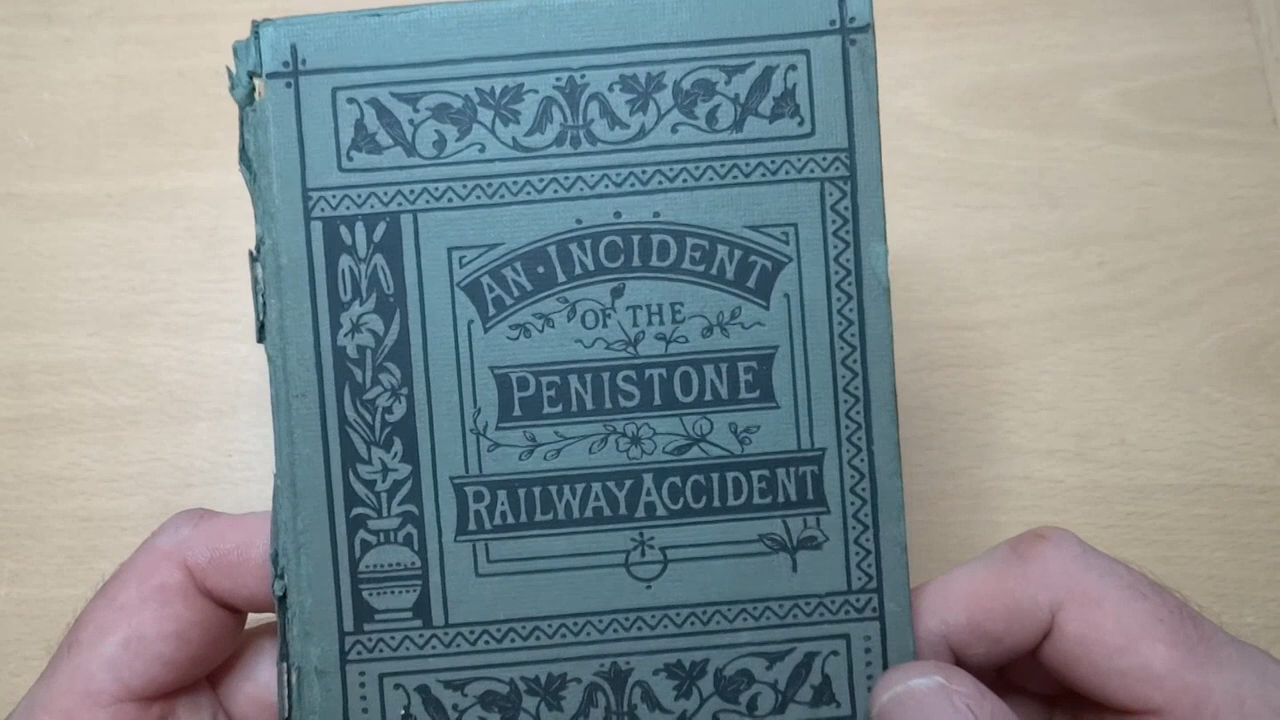 AN·INCIDENT
OF THE
PENISTONE
RAILWAY ACCIDENT